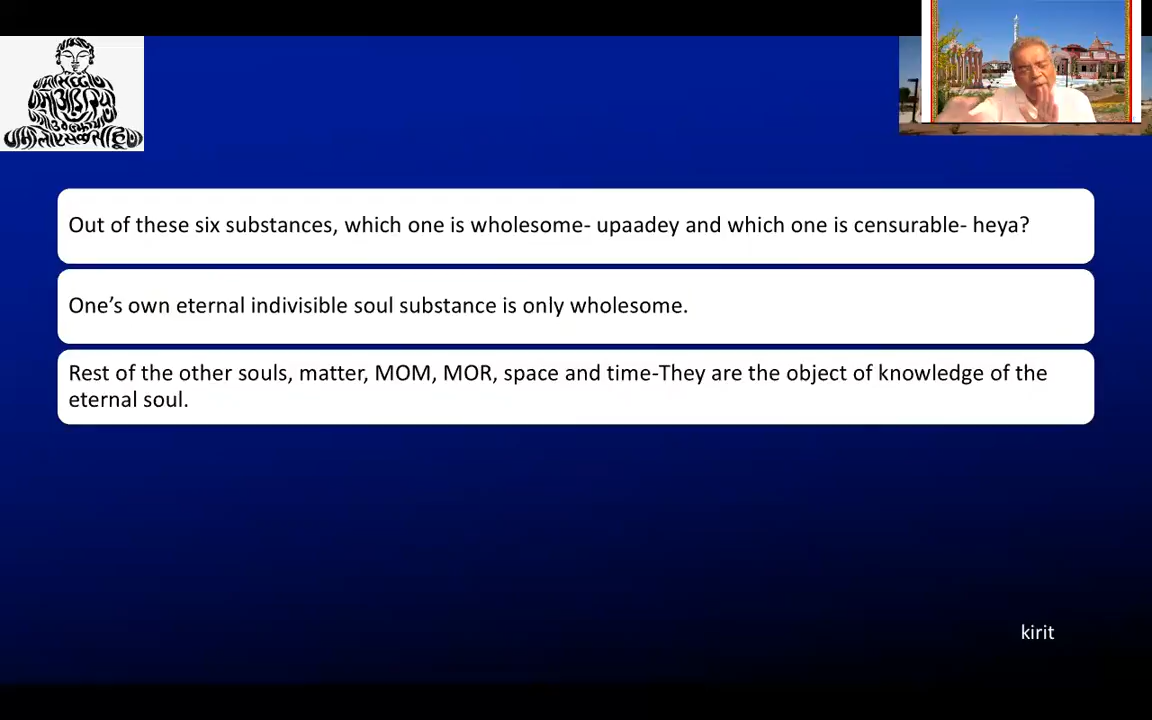 Out of these six substances, which one is wholesome- upaadey and which one is censurable- heya?
One’s own eternal indivisible soul substance is only wholesome.
Rest of the other souls, matter, MOM, MOR, space and time-They are the object of knowledge of the
eternal soul.
kirit